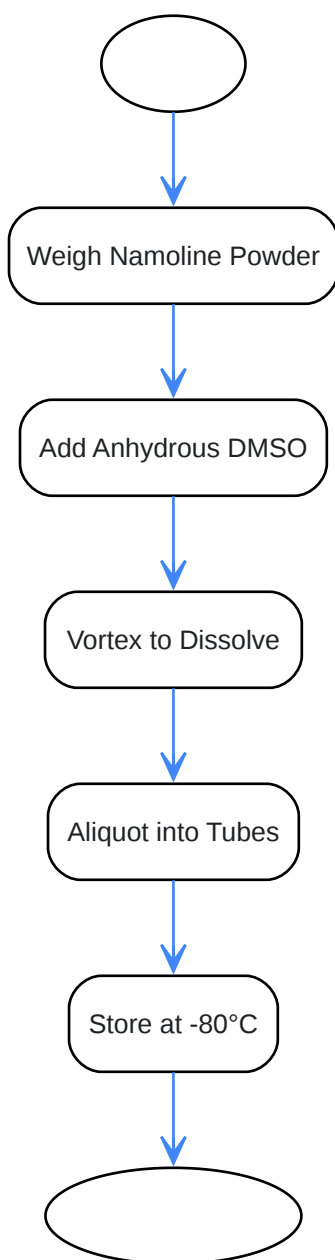 Weigh Namoline Powder
Add Anhydrous DMSO
Vortex to Dissolve
Aliquot into Tubes
Store at -80°C